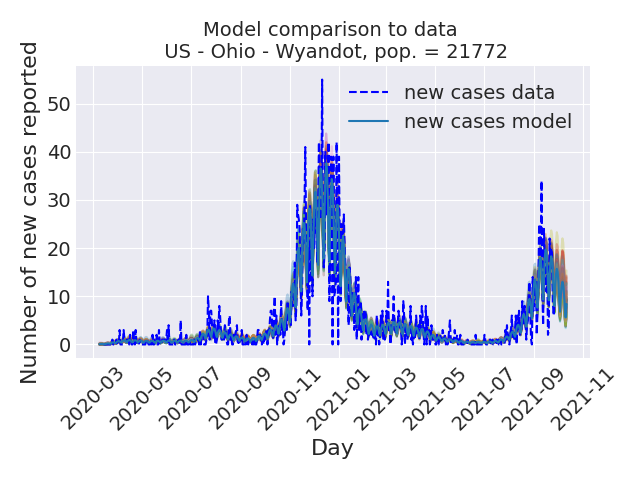 Model comparison to data
US - Ohio - Wyandot, pop. = 21772
Number of new cases reported
50
40
30
20
10
0
new cases data
new cases model
2020-03
2020-05
2020-07
2020-09
2020-11
2021-01
2021-03
2021-05
2021-07
2021-09
2021-11
Day